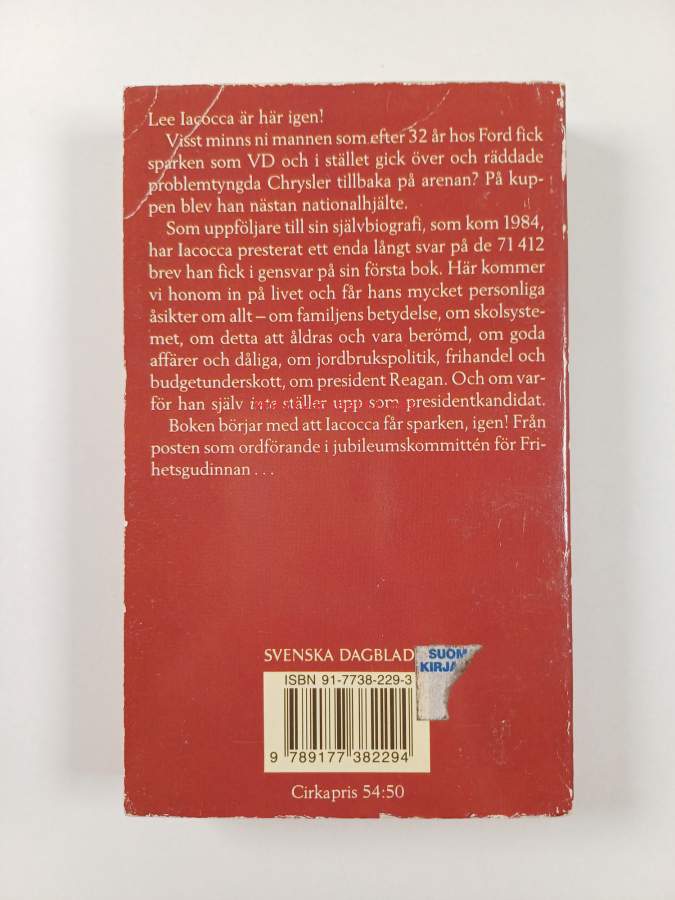 Lee Iacocca är här igen!
Visst minns ni mannen som efter 32 år hos Ford fick
sparken som VD och i stället gick över och räddade
problemtyngda Chrysler tillbaka på arenan? På kup-
pen blev han nästan nationalhjälte.
Som uppföljare till sin självbiografi, som kom 1984,
har Iacocca presterat ett enda långt svar på de 71 412
brev han fick i gensvar på sin första bok. Här kommer
vi honom in på livet och får hans mycket personliga
åsikter om allt – om familjens betydelse, om skolsyste-
met, om detta att åldras och vara berömd, om goda
affärer och dåliga, om jordbrukspolitik, frihandel och
budgetunderskott, om president Reagan. Och om var-
för han själv inte ställer upp som presidentkandidat.
Boken börjar med att Iacocca får sparken, igen! Från
posten som ordförande i jubileumskommittén för Fri-
hetsgudinnan . . .
SVENSKA DAGBLAD
SUOM
KIRJA
ISBN 91-7738-229-3
9 789177 382294
Cirkapris 54:50